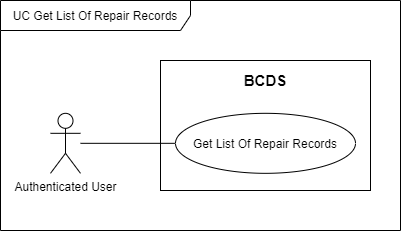 UC Get List Of Repair Records
BCDS
Get List Of Repair Records
Authenticated User